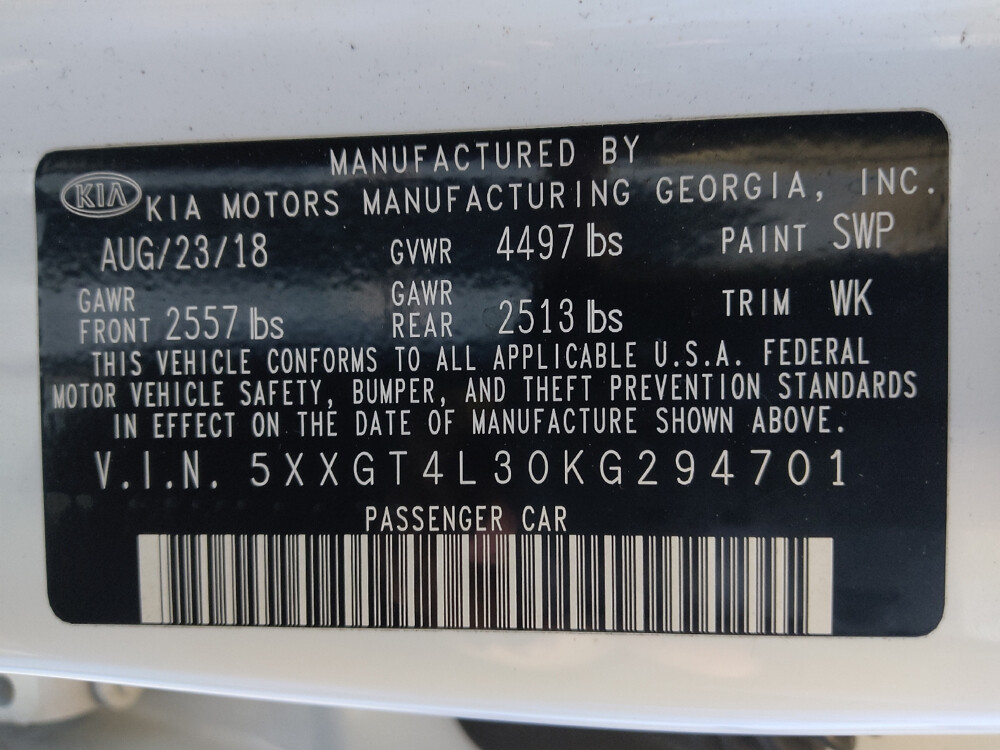 MANUFACTURED BY
KIA KIA MOTORS MANUFACTURING GEORGIA, INC.
AUG/23/18 GVWR 4497 lbs PAINT SWP
GAWR FRONT 2557 lbs GAWR REAR 2513 lbs TRIM WK
THIS VEHICLE CONFORMS TO ALL APPLICABLE U.S.A. FEDERAL
MOTOR VEHICLE SAFETY, BUMPER, AND THEFT PREVENTION STANDARDS
IN EFFECT ON THE DATE OF MANUFACTURE SHOWN ABOVE.
V.I.N. 5XXGT4L30KG294701
PASSENGER CAR